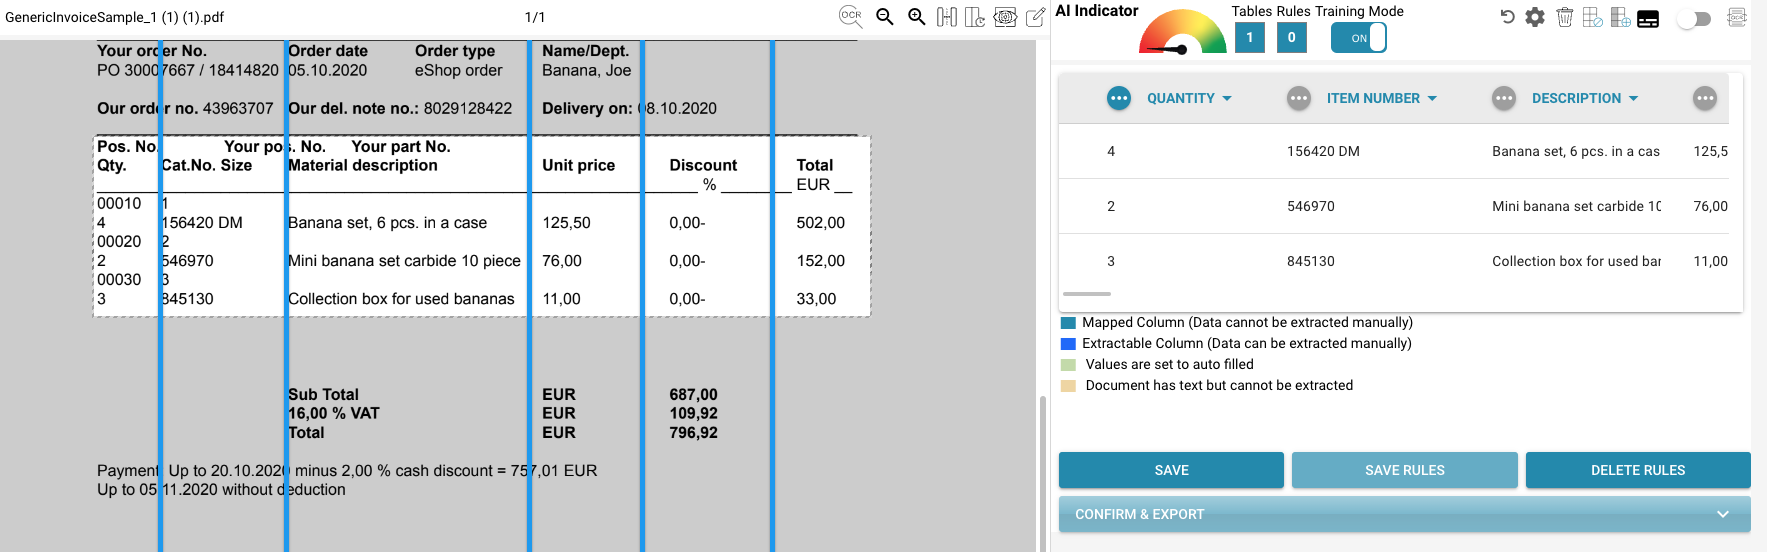 GenericInvoiceSample_1 (1) (1).pdf
1/1
OCR
Your order No. Order date Order type Name/Dept.
PO 30007667 / 18414820 05.10.2020 eShop order Banana, Joe
Our order no. 43963707 Our del. note no.: 8029128422 Delivery on: 08.10.2020
Pos. No. Your pos. No. Your part No.
Qty. Cat.No. Size Material description Unit price Discount Total
% EUR
00010 1
4 156420 DM Banana set, 6 pcs. in a case 125,50 0,00- 502,00
00020 2
2 546970 Mini banana set carbide 10 piece 76,00 0,00- 152,00
00030 3
3 845130 Collection box for used bananas 11,00 0,00- 33,00
Sub Total EUR 687,00
16,00 % VAT EUR 109,92
Total EUR 796,92
Payment Up to 20.10.2020 minus 2,00 % cash discount = 757,01 EUR
Up to 05.11.2020 without deduction
AI Indicator
Tables Rules Training Mode
1 0 ON
QUANTITY ITEM NUMBER DESCRIPTION
4 156420 DM Banana set, 6 pcs. in a cas 125,5
2 546970 Mini banana set carbide 10 76,00
3 845130 Collection box for used bar 11,00
Mapped Column (Data cannot be extracted manually)
Extractable Column (Data can be extracted manually)
Values are set to auto filled
Document has text but cannot be extracted
SAVE SAVE RULES DELETE RULES
CONFIRM & EXPORT